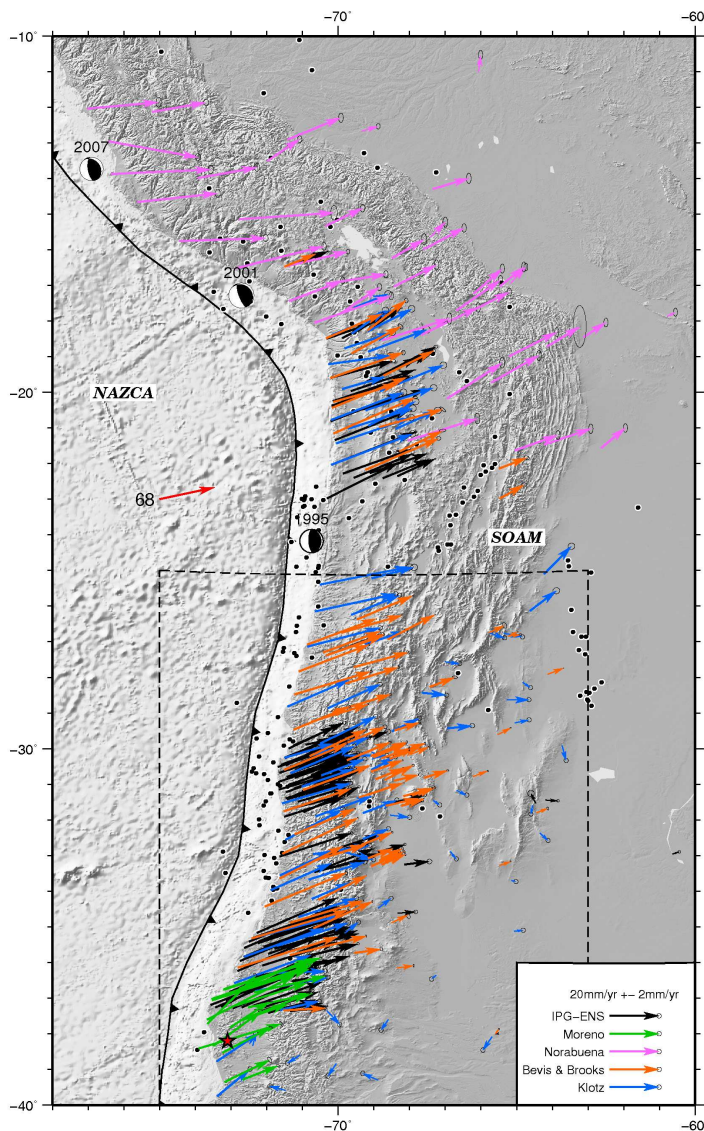 −70° −60
−10°
2007
2001
−20°
NAZCA
68
1995
SOAM
−30°
20mm/yr +− 2mm/yr
IPG−ENS
Moreno
Norabuena
Bevis & Brooks
Klotz
−40°
−70° −60°